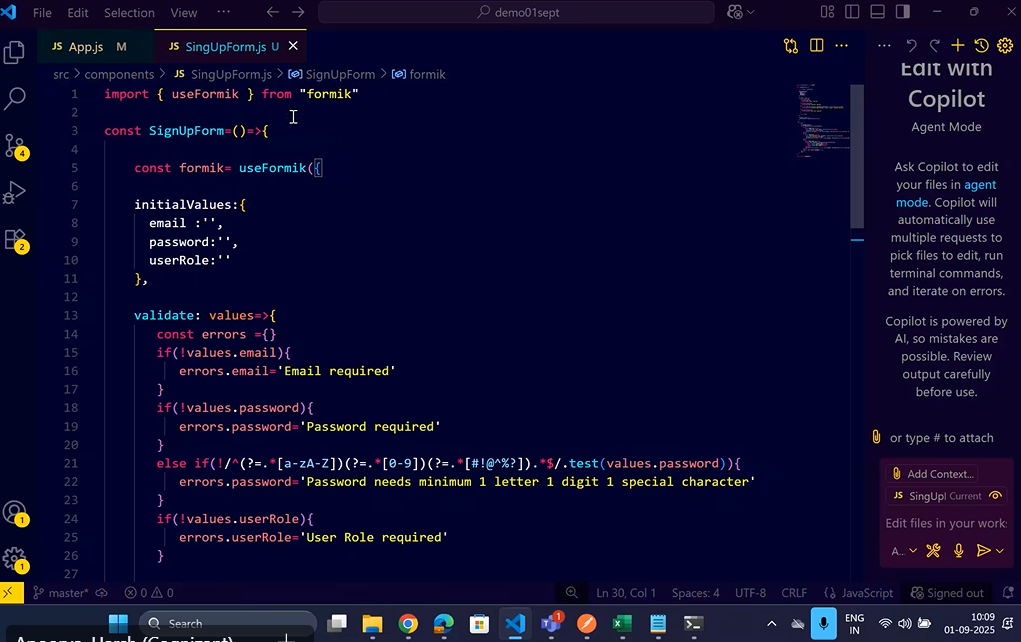 File Edit Selection View ··· demo01sept
JS App.js M JS SingUpForm.js U
src > components > JS SingUpForm.js > SignUpForm > formik
1 import { useFormik } from "formik"
2
3 const SignUpForm=()=>{
4
5 const formik= useFormik({
6
7 initialValues:{
8 email :'',
9 password:'',
10 userRole:''
11 },
12
13 validate: values=>{
14 const errors ={}
15 if(!values.email){
16 errors.email='Email required'
17 }
18 if(!values.password){
19 errors.password='Password required'
20 }
21 else if(!/^(?=.*[a-zA-Z])(?=.*[0-9])(?=.*[#!@^%?]).*$/.test(values.password)){
22 errors.password='Password needs minimum 1 letter 1 digit 1 special character'
23 }
24 if(!values.userRole){
25 errors.userRole='User Role required'
26 }
27
4
2
1
1
Edit with
Copilot
Agent Mode
Ask Copilot to edit
your files in agent
mode. Copilot will
automatically use
multiple requests to
pick files to edit, run
terminal commands,
and iterate on errors.
Copilot is powered by
AI, so mistakes are
possible. Review
output carefully
before use.
or type # to attach
Add Context...
JS SingUpl Current
Edit files in your work
A..
master* 0 0 Ln 30, Col 1 Spaces: 4 UTF-8 CRLF {} JavaScript Signed out
Search 1 ENG IN 10:09 01-09-2025
Apoorva, Harsh (Cognizant)